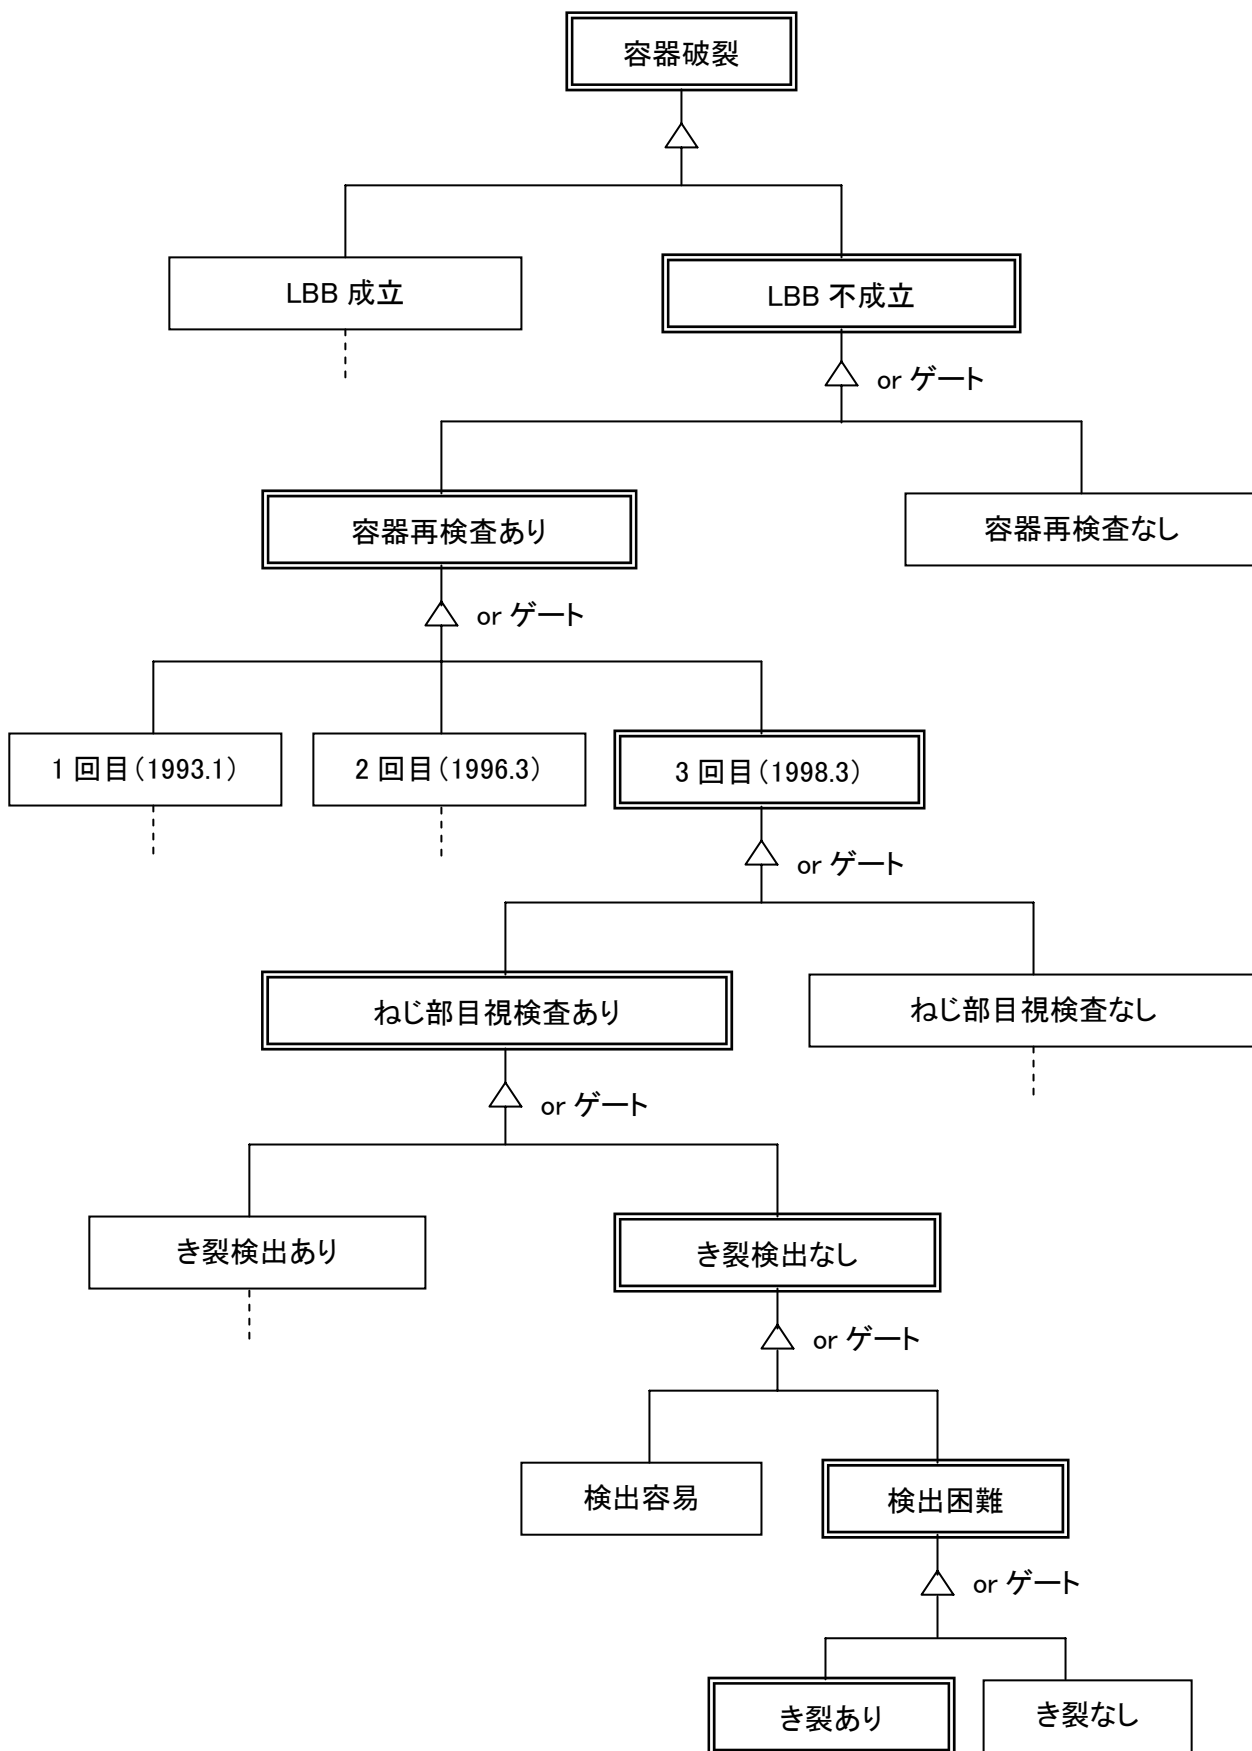 容器破裂
LBB 成立
LBB 不成立
or ゲート
容器再検査あり
容器再検査なし
or ゲート
1 回目(1993.1)
2 回目(1996.3)
3 回目(1998.3)
or ゲート
ねじ部目視検査あり
ねじ部目視検査なし
or ゲート
き裂検出あり
き裂検出なし
or ゲート
検出容易
検出困難
or ゲート
き裂あり
き裂なし